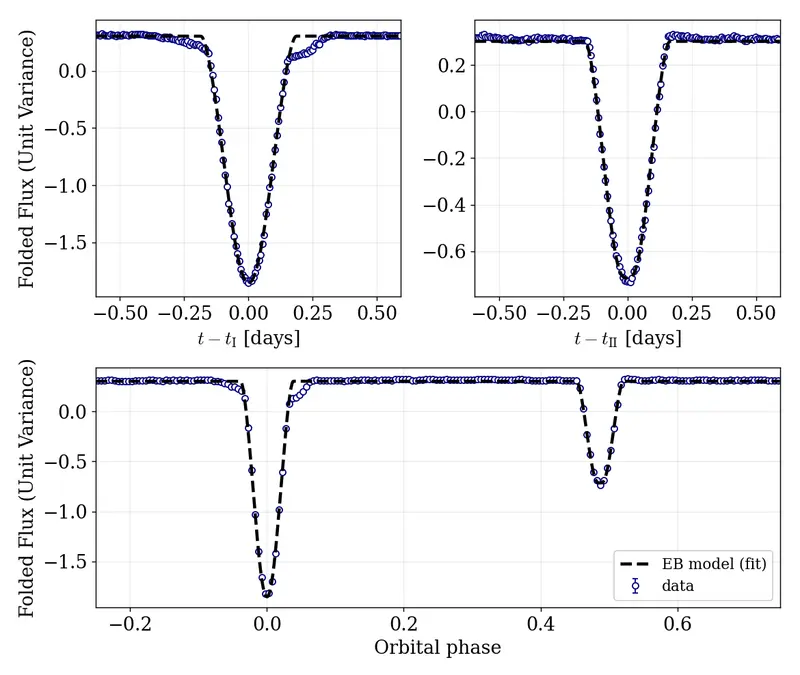 Folded Flux (Unit Variance)
0.0
−0.5
−1.0
−1.5
−0.50 −0.25 0.00 0.25 0.50
t − tI [days]
0.2
0.0
−0.2
−0.4
−0.6
−0.50 −0.25 0.00 0.25 0.50
t − tII [days]
Folded Flux (Unit Variance)
0.0
−0.5
−1.0
−1.5
−0.2 0.0 0.2 0.4 0.6
Orbital phase
EB model (fit)
data